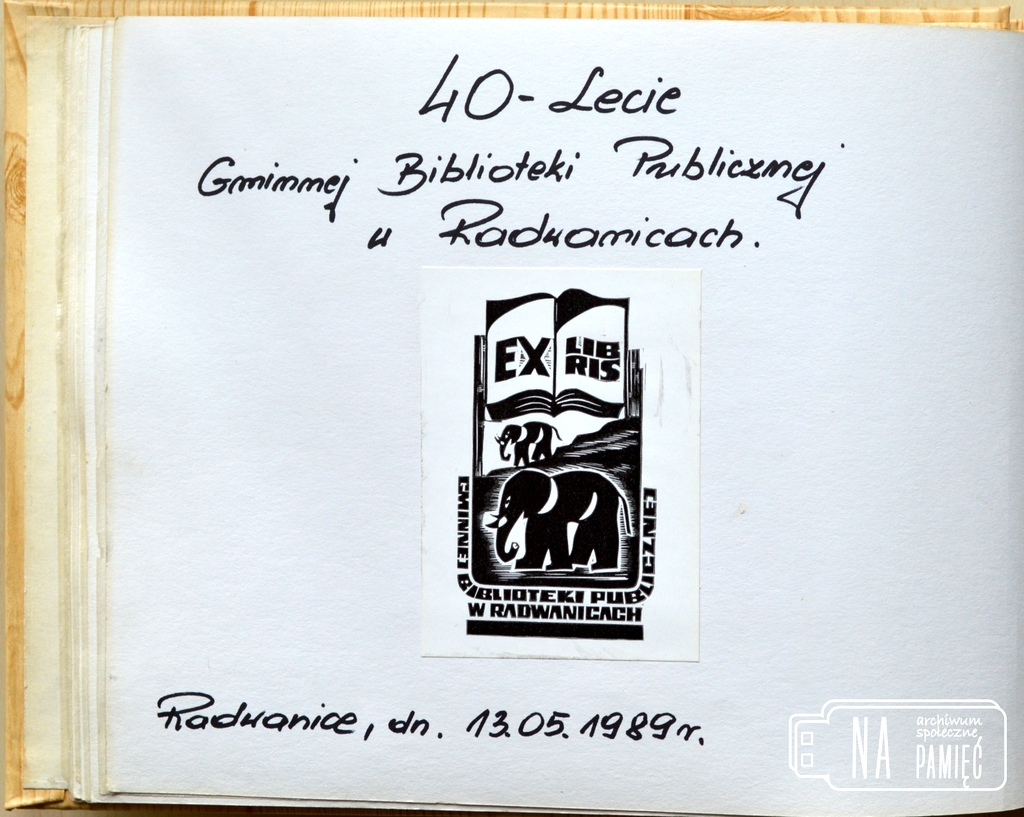 40-Lecie
Gminnej Biblioteki Publicznej
w Radwanicach.
EX LIB
RIS
GMINNEJ BIBLIOTEKI PUBLICZNEJ
W RADWANICACH
Radwanice, dn. 13.05.1989r.
NA
archiwum
społeczne
PAMIĘĆ